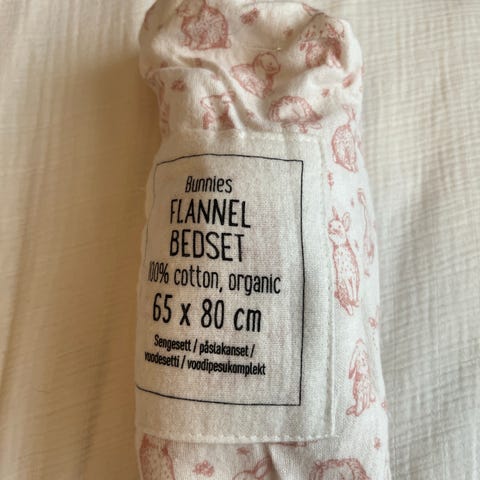 Bunnies
FLANNEL
BEDSET
100% cotton, organic
65 x 80 cm
Sengesett / påslakanset /
vuodesetti / voodipesukomplekt